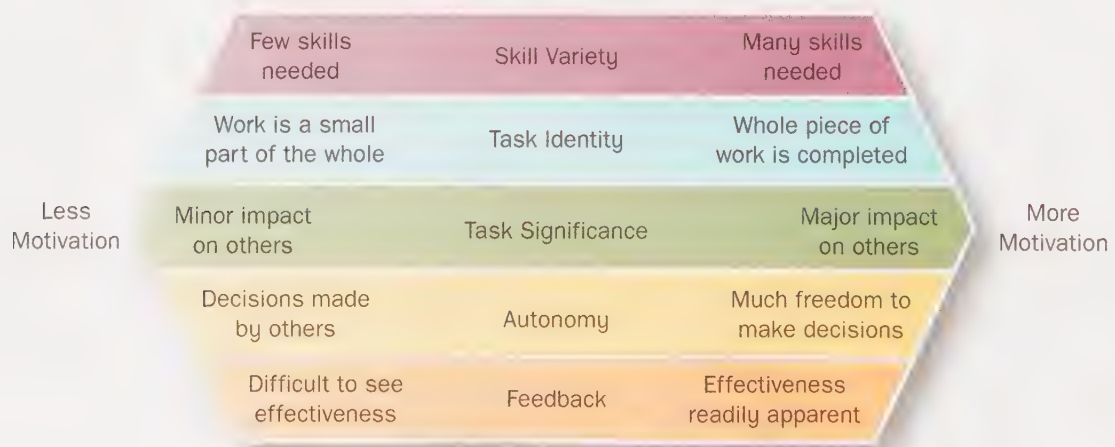 Few skills
needed
Skill Variety
Many skills
needed
Work is a small
part of the whole
Task Identity
Whole piece of
work is completed
Less
Motivation
Minor impact
on others
Task Significance
Major impact
on others
More
Motivation
Decisions made
by others
Autonomy
Much freedom to
make decisions
Difficult to see
effectiveness
Feedback
Effectiveness
readily apparent